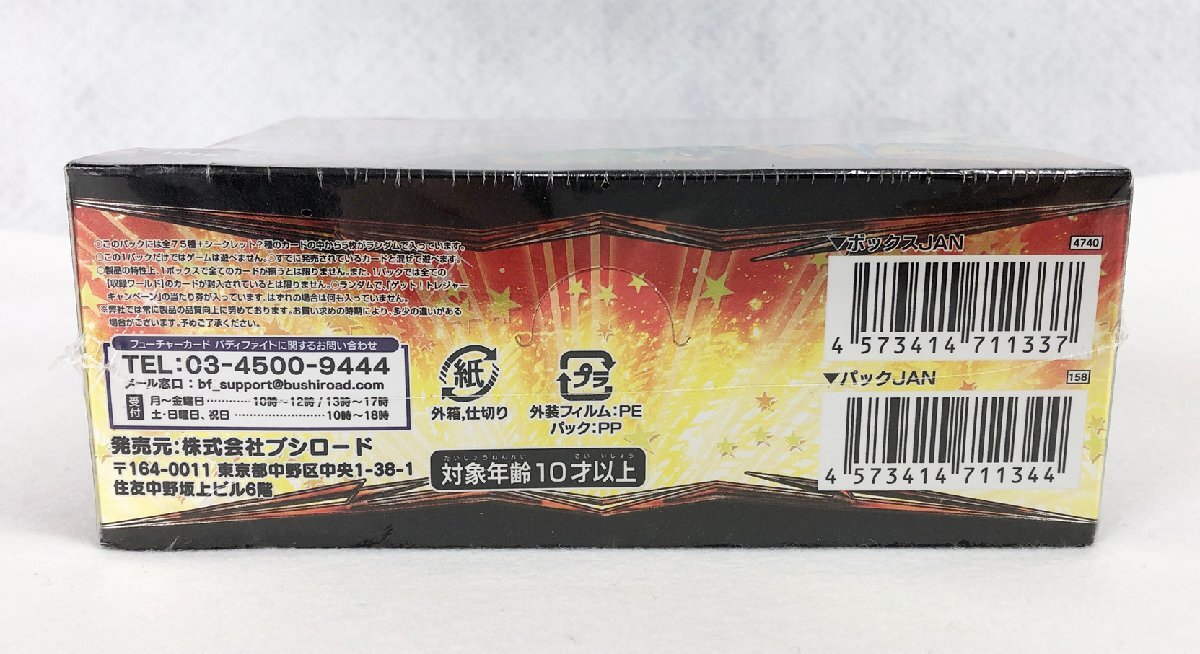 ○このパックには全75種+シークレット?種のカードの中から5枚がランダムで入っています。
○この1パックだけではゲームは遊べません。○すでに発売されているカードと混ぜて遊べます。
○製品の特性上、1ボックスで全てのカードが揃うとは限りません。また、1パックでは全ての
【収録ワールド】のカードが封入されているとは限りません。◎ランダムで、「ゲット!トレジャー
キャンペーン」の当たり券が入っています。はずれの場合は何も入っていません。
※弊社では常に製品の品質向上に努めております。お買い求めの時期により、多少の違いがある
場合がございます。予めご了承ください。
フューチャーカード バディファイトに関するお問い合わせ
TEL:03-4500-9444
メール窓口:bf_support@bushiroad.com
受付
月~金曜日 10時~12時/13時~17時
土・日曜日、祝日 10時~18時
発売元:株式会社ブシロード
〒164-0011 東京都中野区中央1-38-1
住友中野坂上ビル6階
紙
外箱,仕切り
プラ
外装フィルム:PE
パック:PP
たいしょうねんれい さい いじょう
対象年齢10才以上
▼ボックスJAN
4740
4 573414 711337
▼パックJAN
158
4 573414 711344